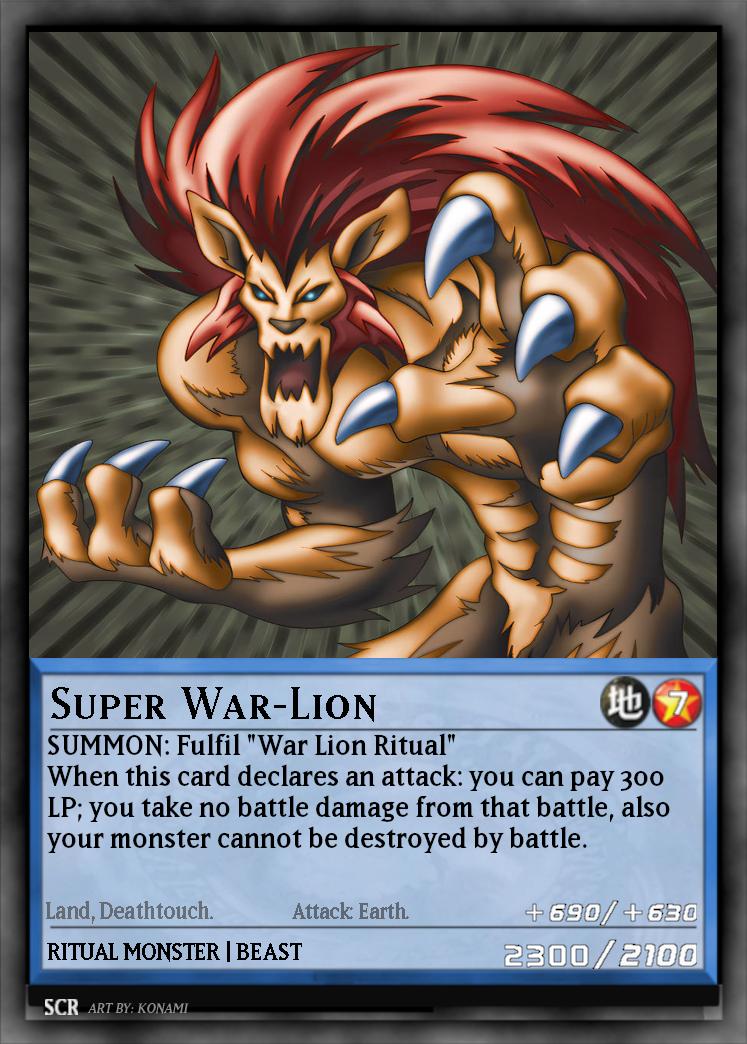 SUPER WAR-LION 地 7
SUMMON: Fulfil "War Lion Ritual"
When this card declares an attack: you can pay 300
LP; you take no battle damage from that battle, also
your monster cannot be destroyed by battle.
Land, Deathtouch. Attack: Earth. +690/+630
RITUAL MONSTER | BEAST 2300/2100
SCR ART BY: KONAMI